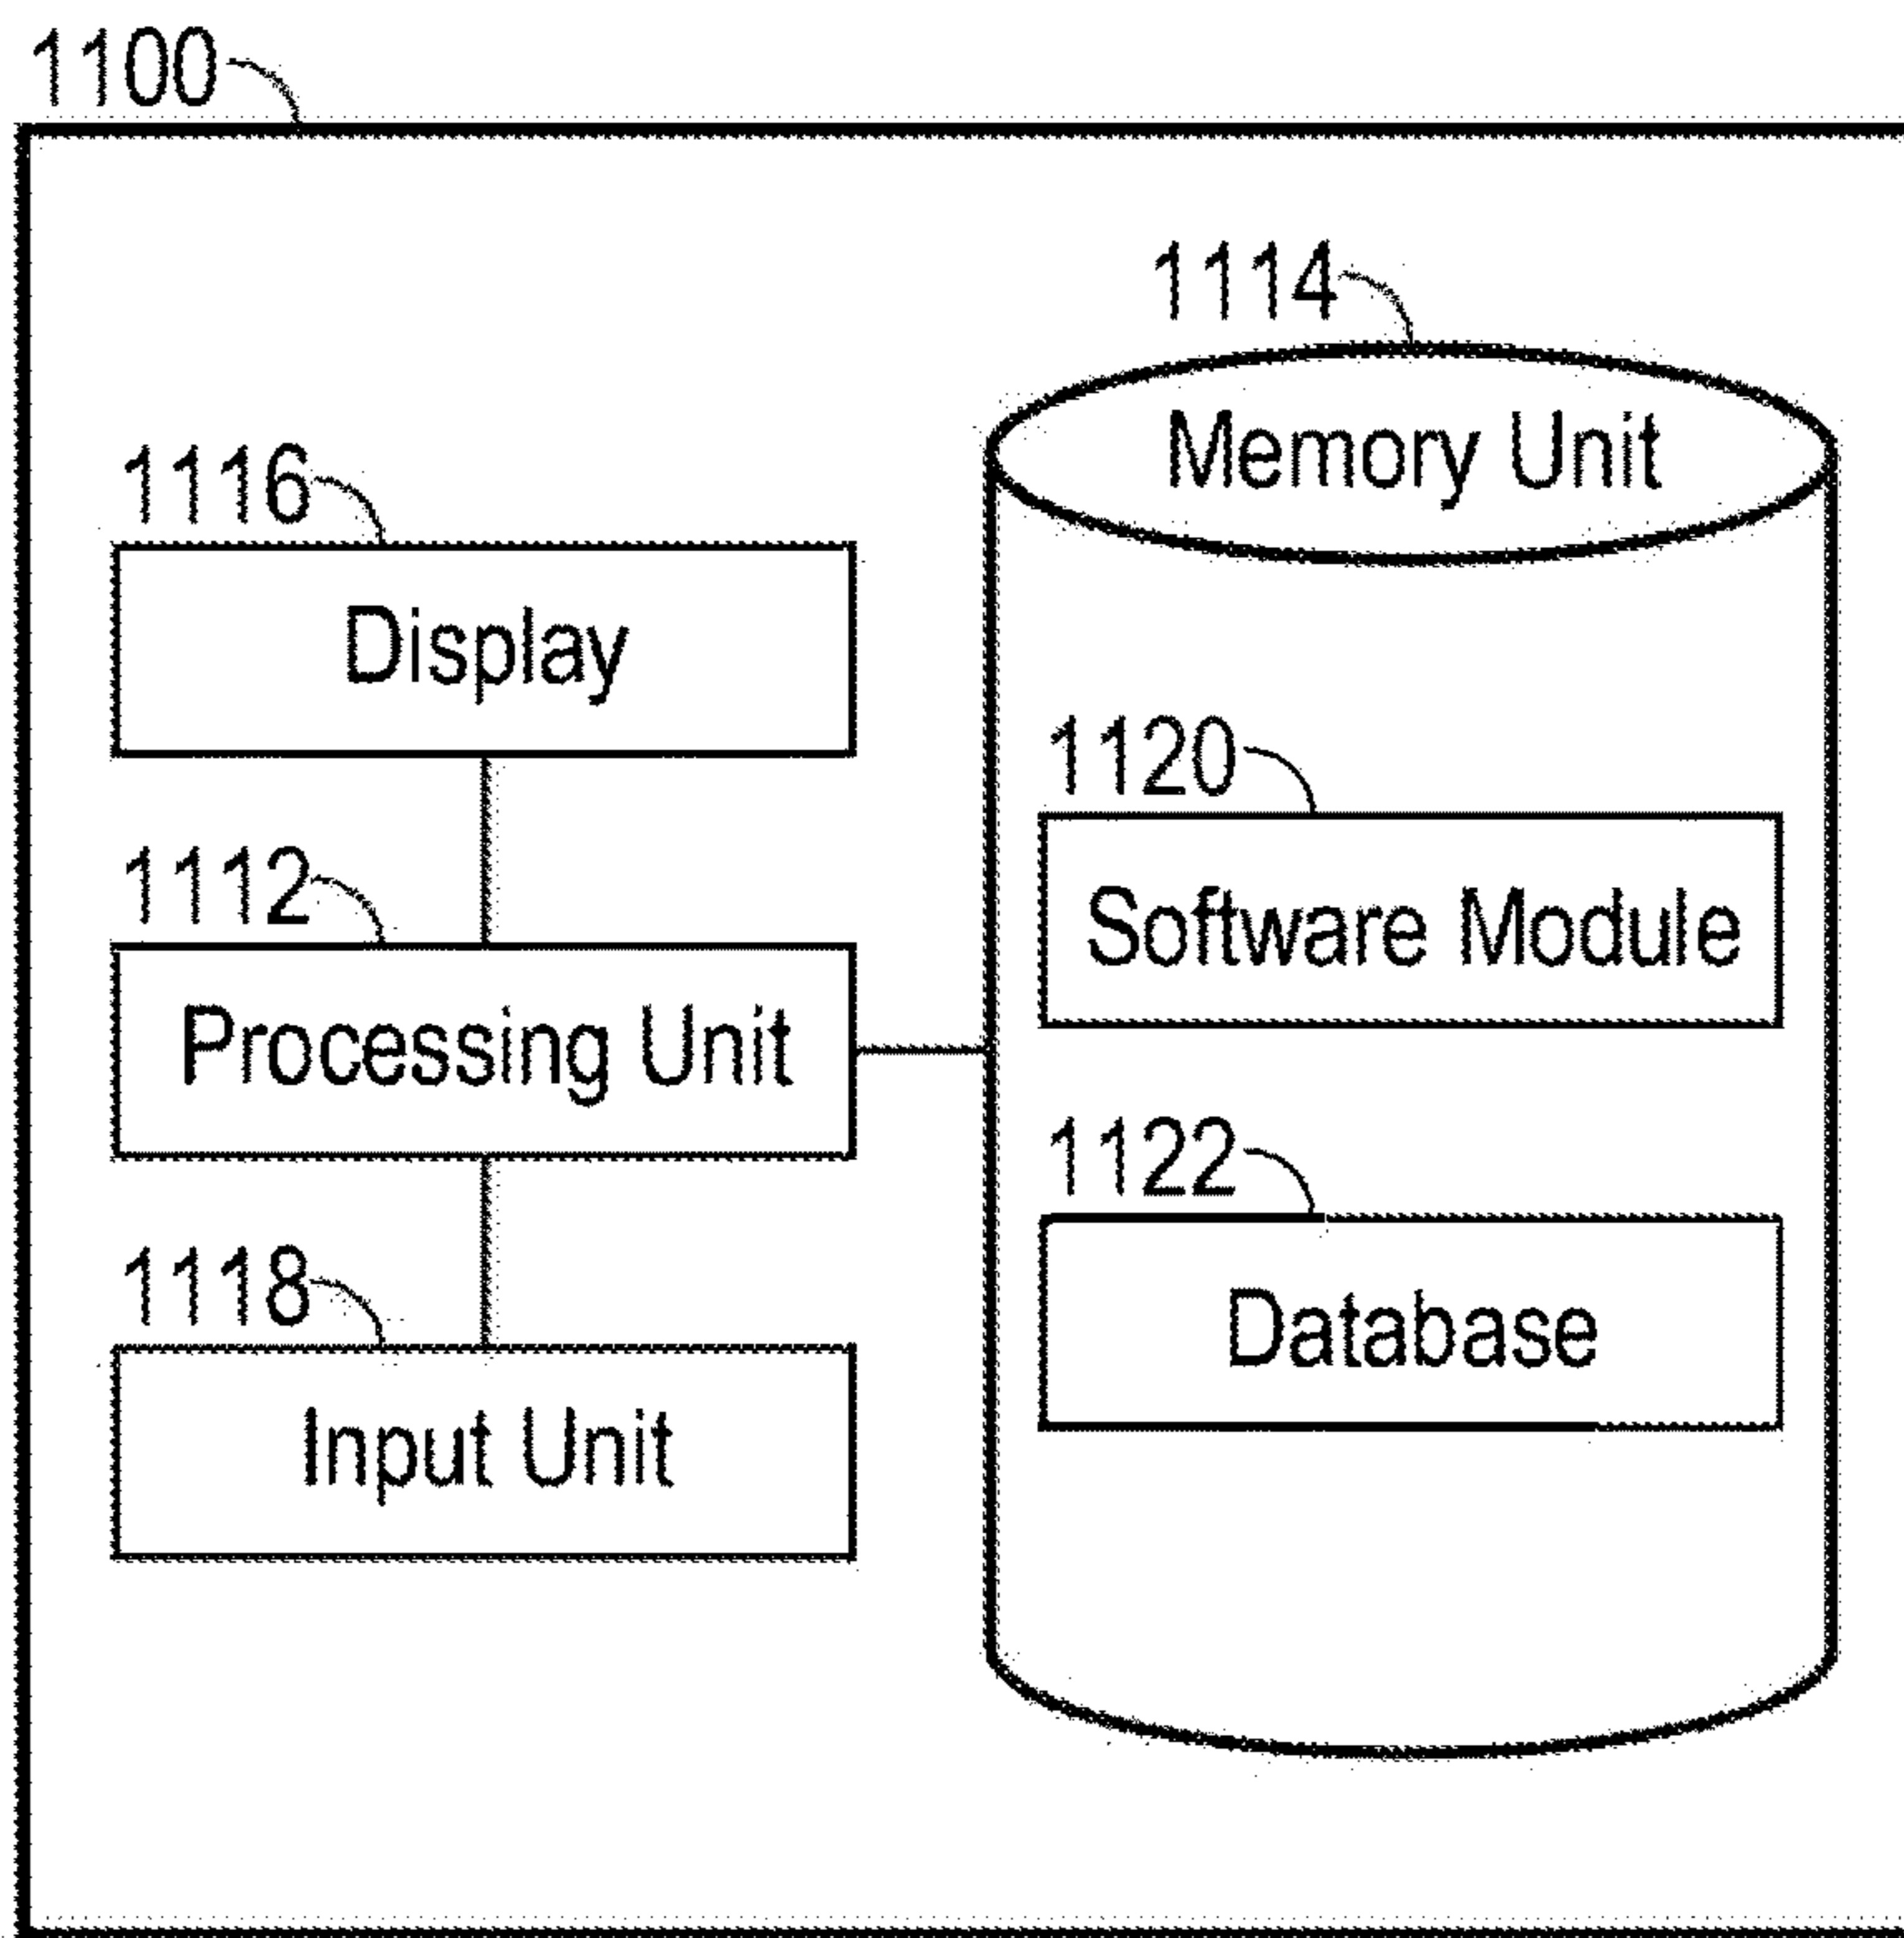 1100
1114
Memory Unit
1116
Display
1120
Software Module
1112
Processing Unit
1122
Database
1118
Input Unit